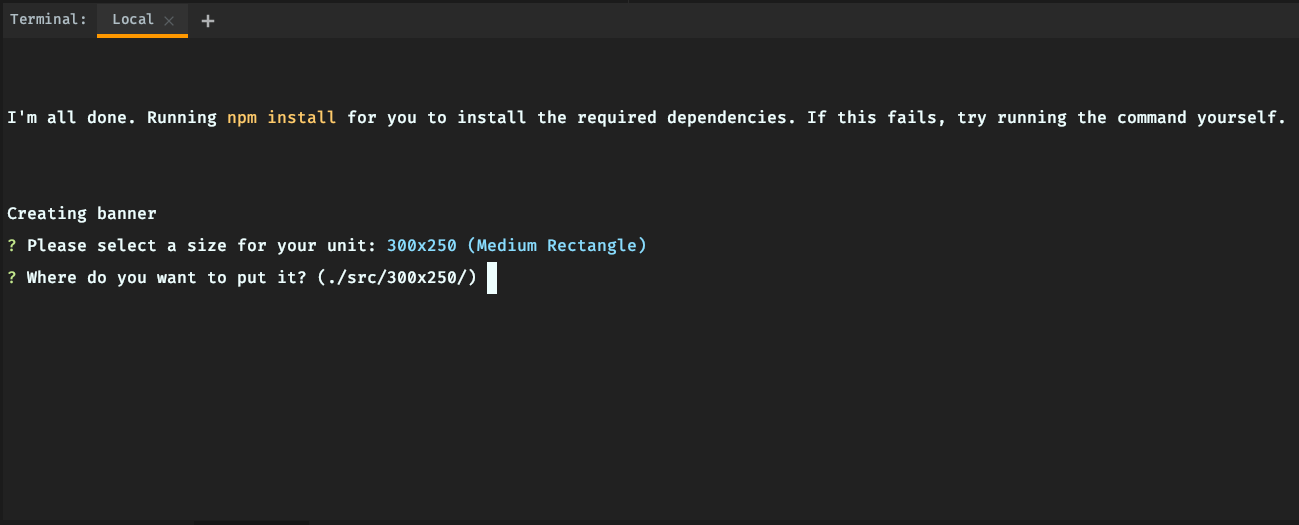 Terminal: Local × +
I'm all done. Running npm install for you to install the required dependencies. If this fails, try running the command yourself.
Creating banner
? Please select a size for your unit: 300x250 (Medium Rectangle)
? Where do you want to put it? (./src/300x250/)